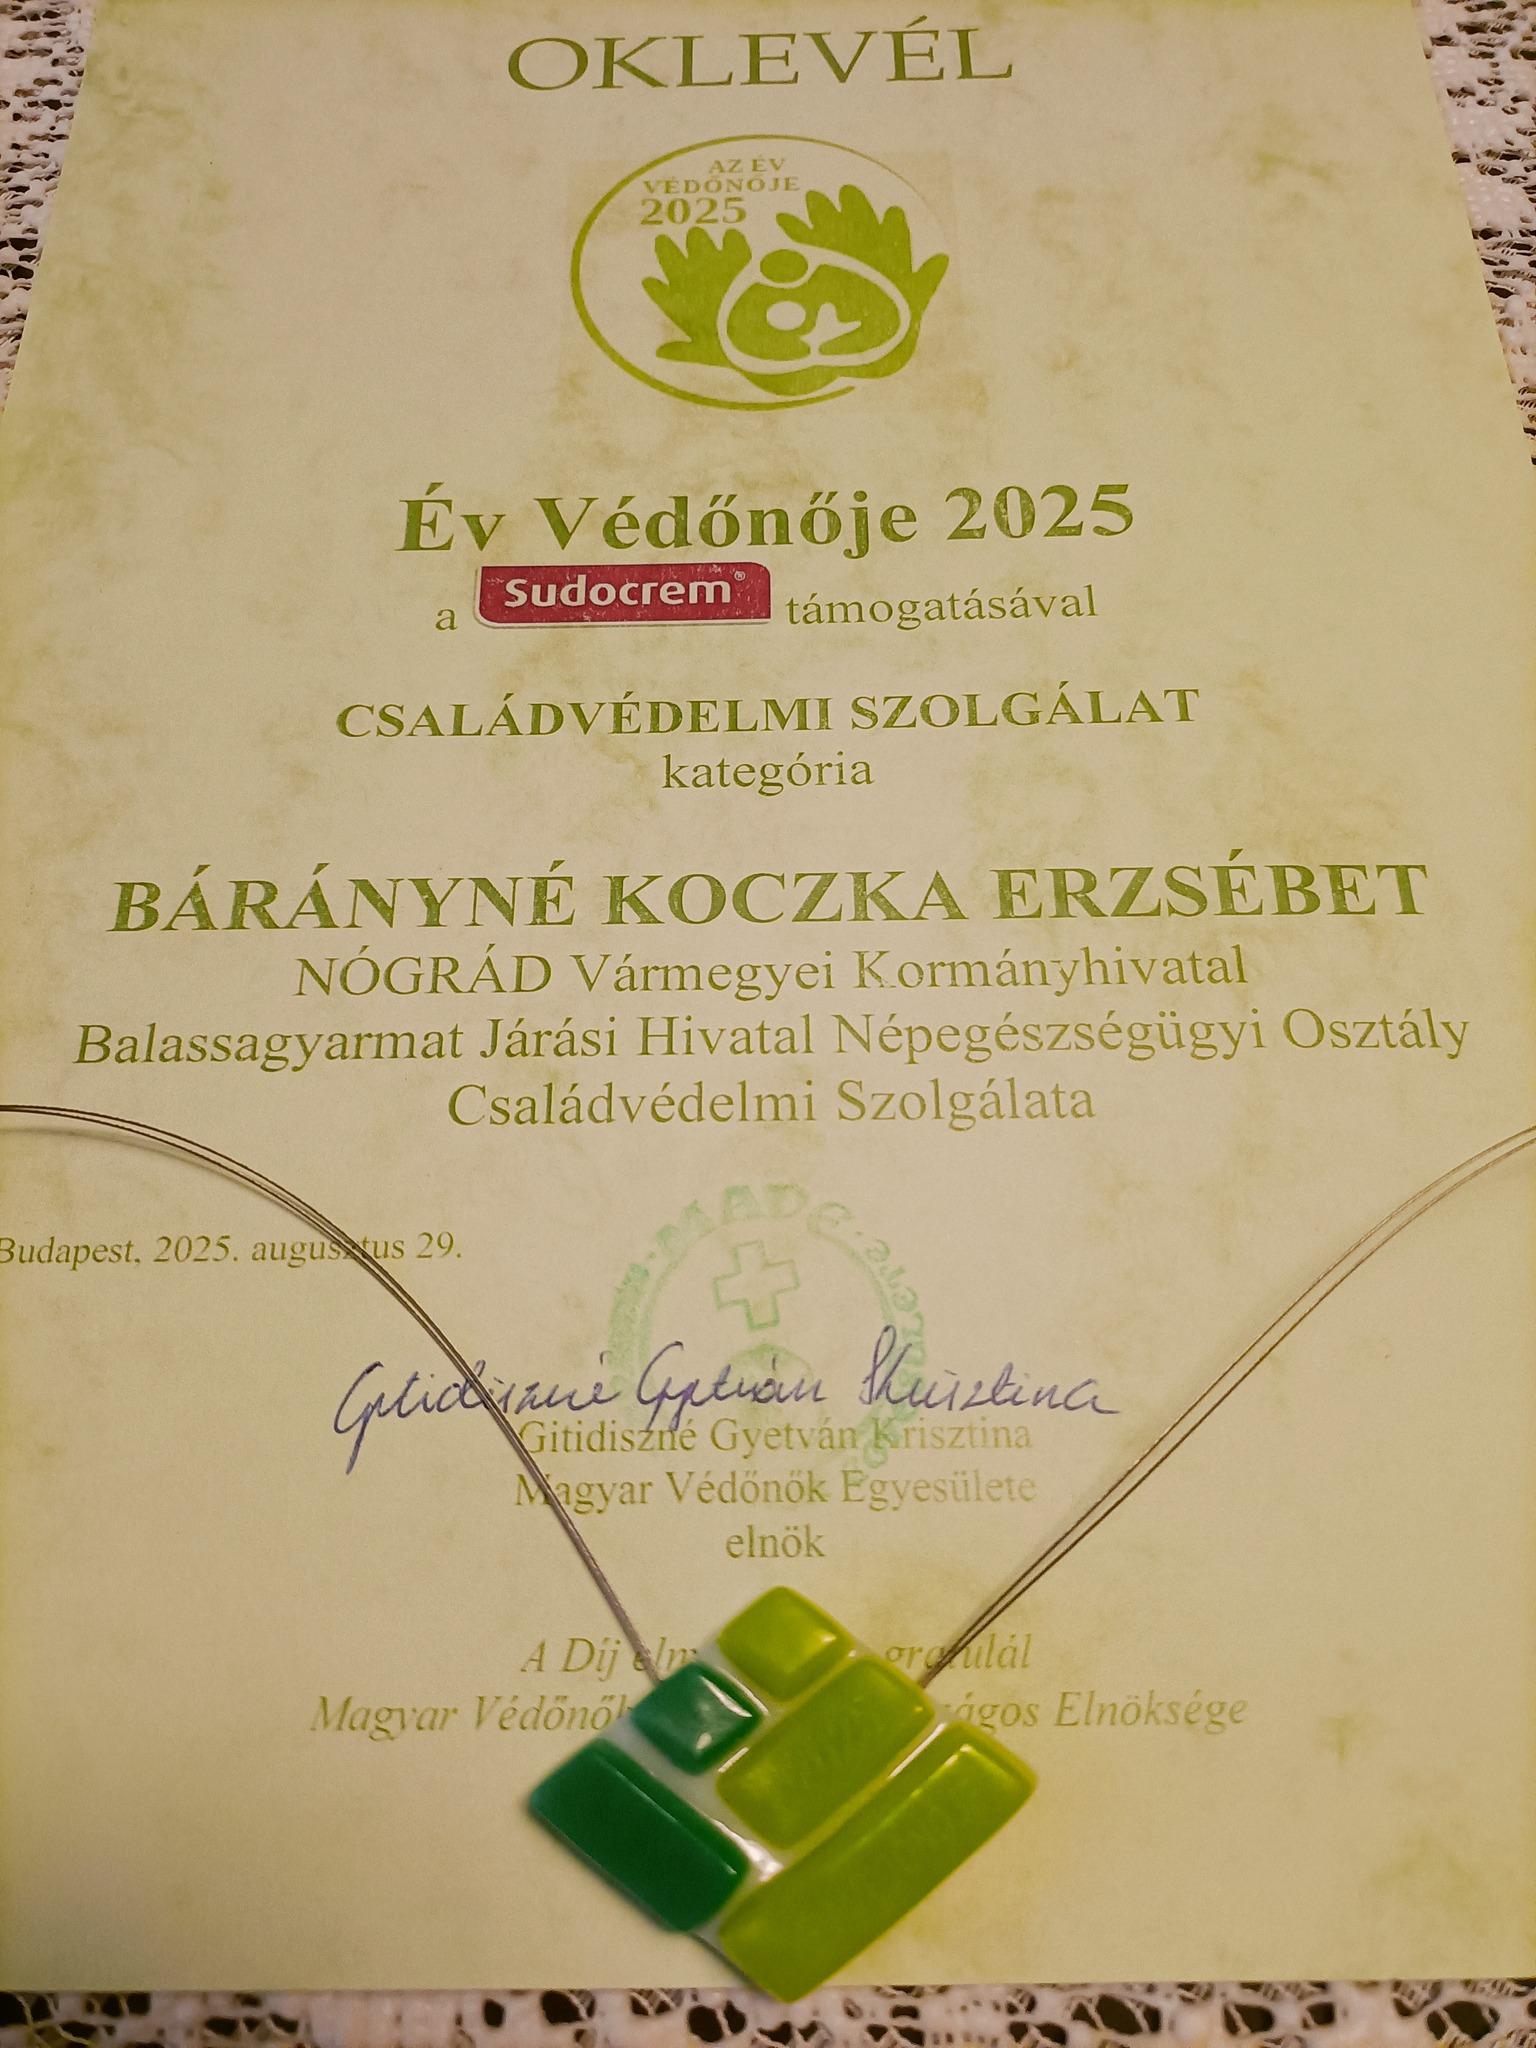 OKLEVÉL
AZ ÉV
VÉDŐNŐJE
2025
Év Védőnője 2025
a Sudocrem® támogatásával
CSALÁDVÉDELMI SZOLGÁLAT
kategória
BÁRÁNYNÉ KOCZKA ERZSÉBET
NÓGRÁD Vármegyei Kormányhivatal
Balassagyarmat Járási Hivatal Népegészségügyi Osztály
Családvédelmi Szolgálata
Budapest, 2025. augusztus 29.
Gitidiszné Gyetván Krisztina
Gitidiszné Gyetván Krisztina
Magyar Védőnők Egyesülete
elnök
A Díj gratulál
Magyar Elnöksége